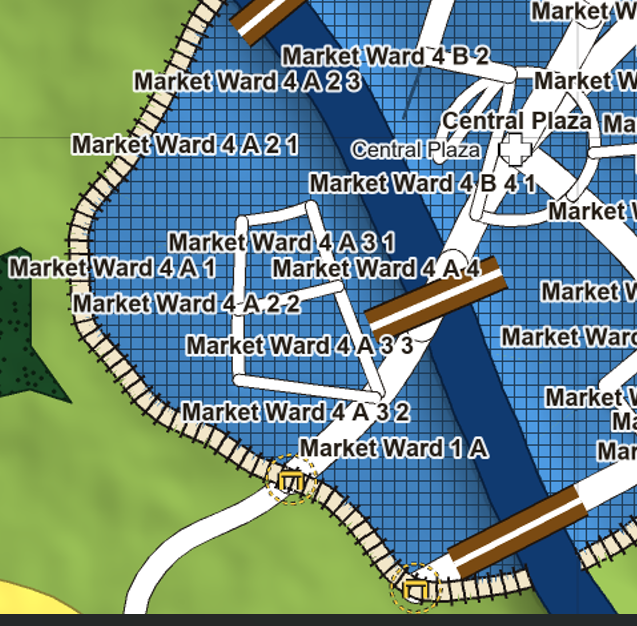 Market W
Market Ward 4 B 2
Market Ward 4 A 2 3
Market W
Central Plaza
Ma
Market Ward 4 A 2 1
Central Plaza
Market Ward 4 B 4 1
Market W
Market Ward 4 A 3 1
Market Ward 4 A 1
Market Ward 4 A 4
Market W
Market Ward 4 A 2 2
Market Ward
Market Ward 4 A 3 3
Market W
Market Ward 4 A 3 2
Ma
Market Ward 1 A
Mar